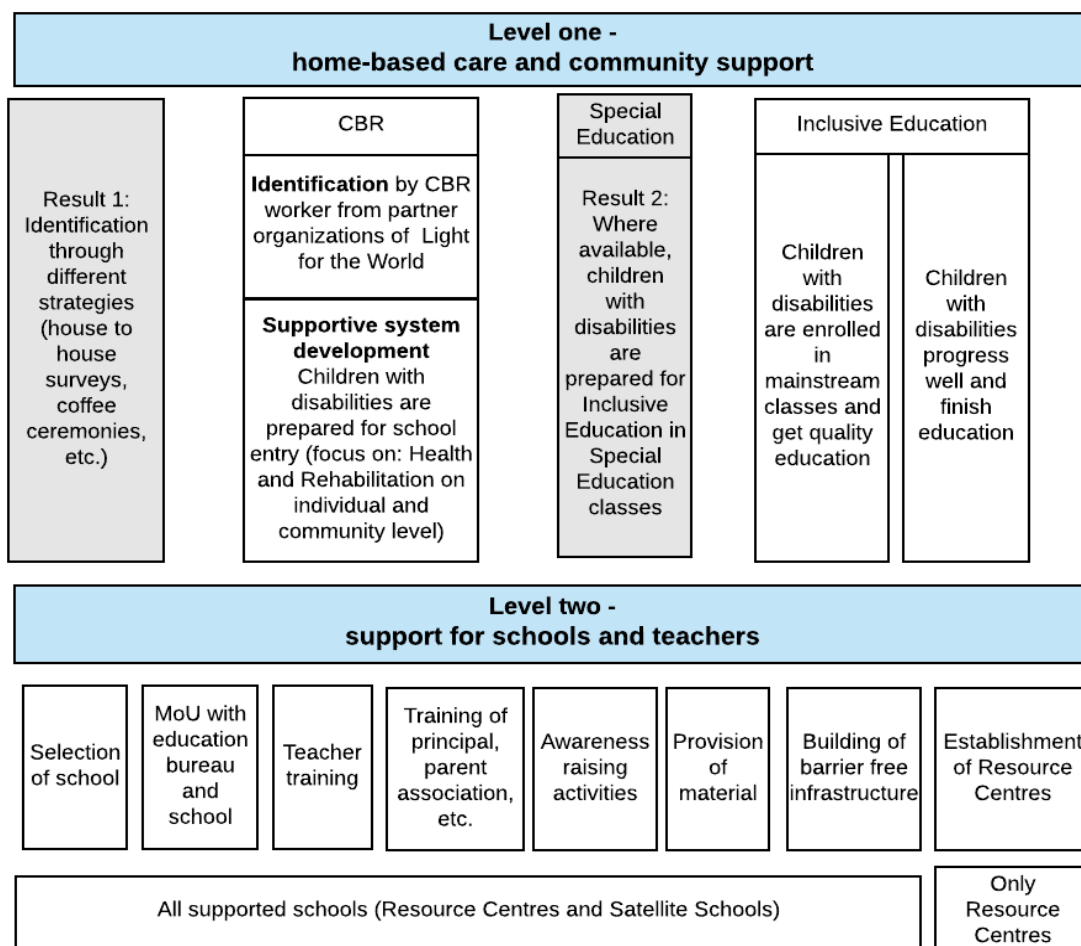 Level one -
home-based care and community support
Result 1:
Identification
through
different
strategies
(house to
house
surveys,
coffee
ceremonies,
etc.)
CBR
Identification by CBR
worker from partner
organizations of Light
for the World
Supportive system
development
Children with
disabilities are
prepared for school
entry (focus on: Health
and Rehabilitation on
individual and
community level)
Special
Education
Result 2:
Where
available,
children
with
disabilities
are
prepared for
Inclusive
Education in
Special
Education
classes
Inclusive Education
Children
with
disabilities
are enrolled
in
mainstream
classes and
get quality
education
Children
with
disabilities
progress
well and
finish
education
Level two -
support for schools and teachers
Selection
of school
MoU with
education
bureau
and
school
Teacher
training
Training of
principal,
parent
association,
etc.
Awareness
raising
activities
Provision
of
material
Building of
barrier free
infrastructure
Establishment
of Resource
Centres
All supported schools (Resource Centres and Satellite Schools)
Only
Resource
Centres